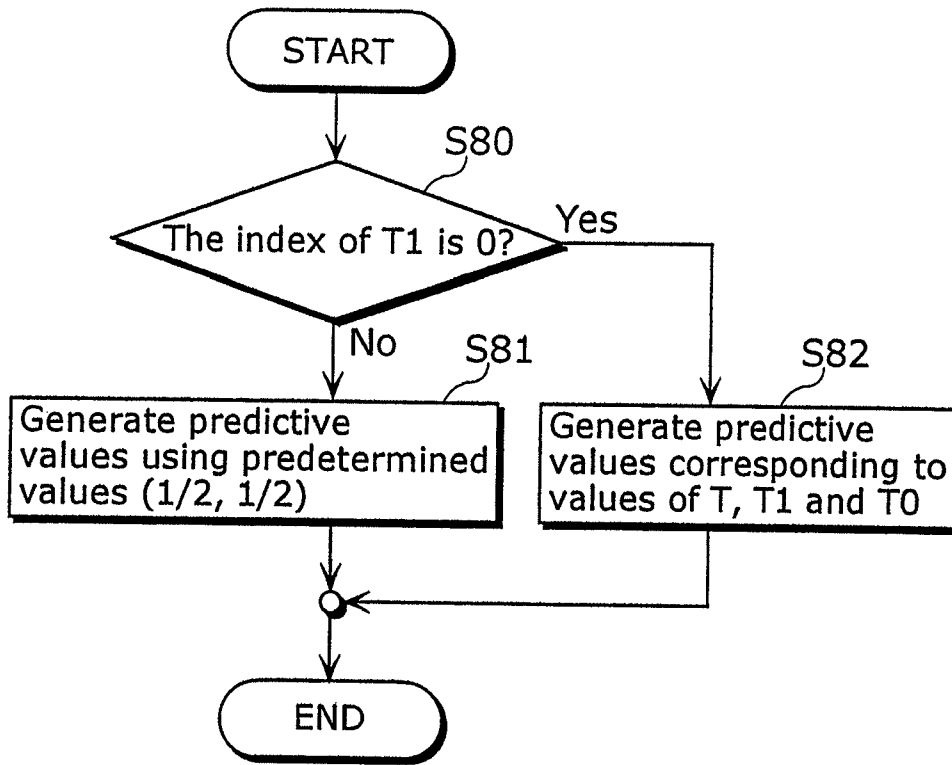 START
S80
The index of T1 is 0?
Yes
No
S81
Generate predictive
values using predetermined
values (1/2, 1/2)
S82
Generate predictive
values corresponding to
values of T, T1 and T0
END